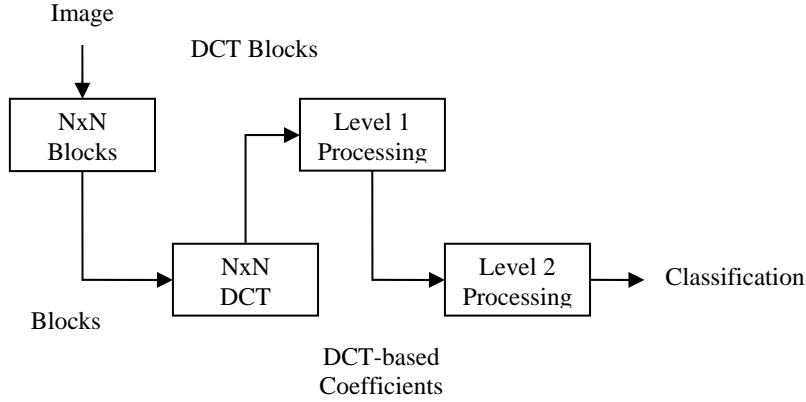 Image
DCT Blocks
NxN
Blocks
Level 1
Processing
NxN
DCT
Level 2
Processing
Classification
Blocks
DCT-based
Coefficients